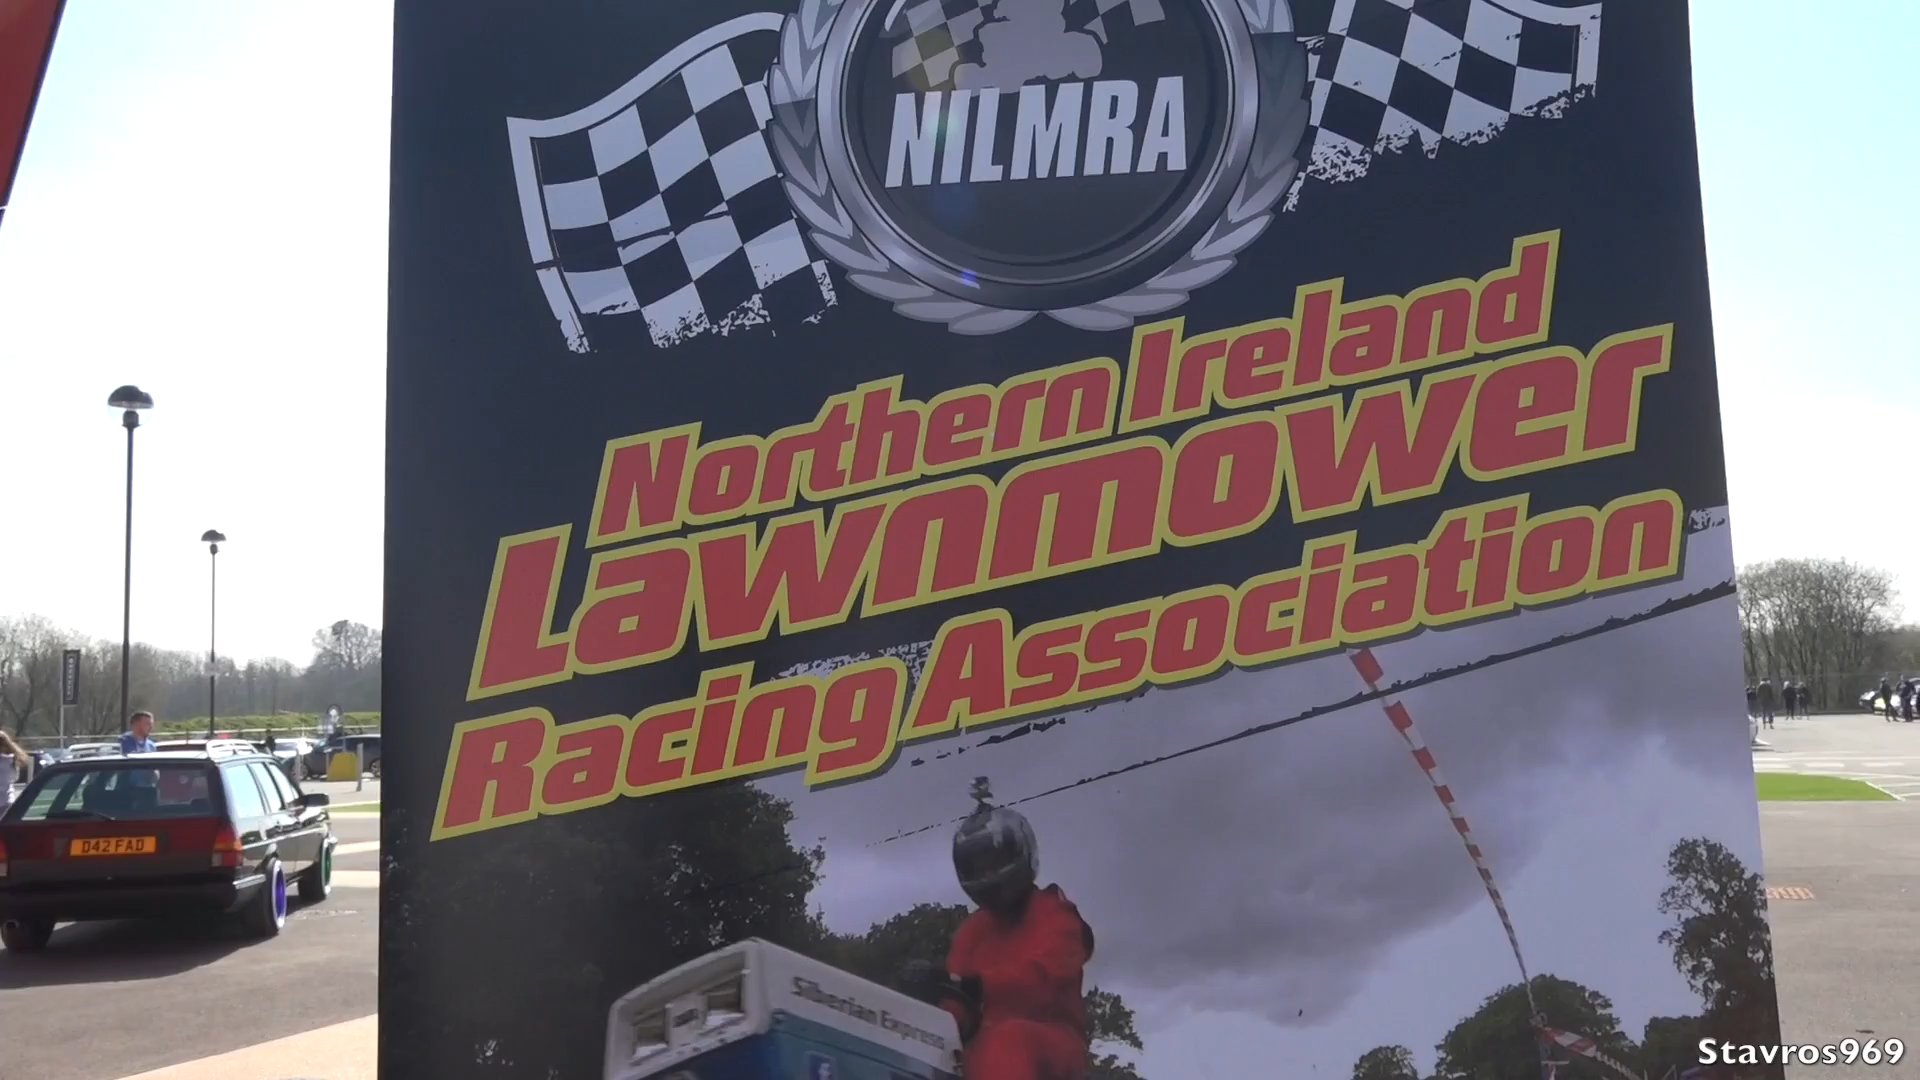 NILMRA
Northern Ireland
Lawnmower
Racing Association
D42 FAD
Siberian Express
Stavros969